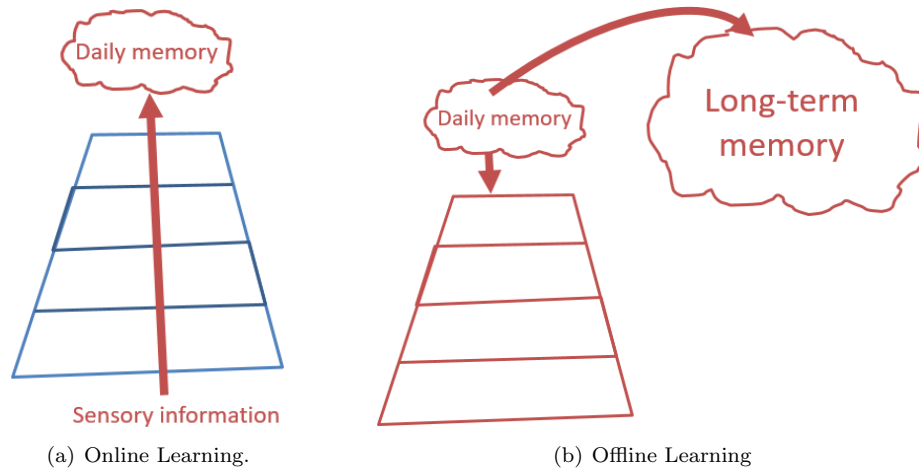 Daily memory
Sensory information
(a) Online Learning.
Daily memory
Long-term
memory
(b) Offline Learning